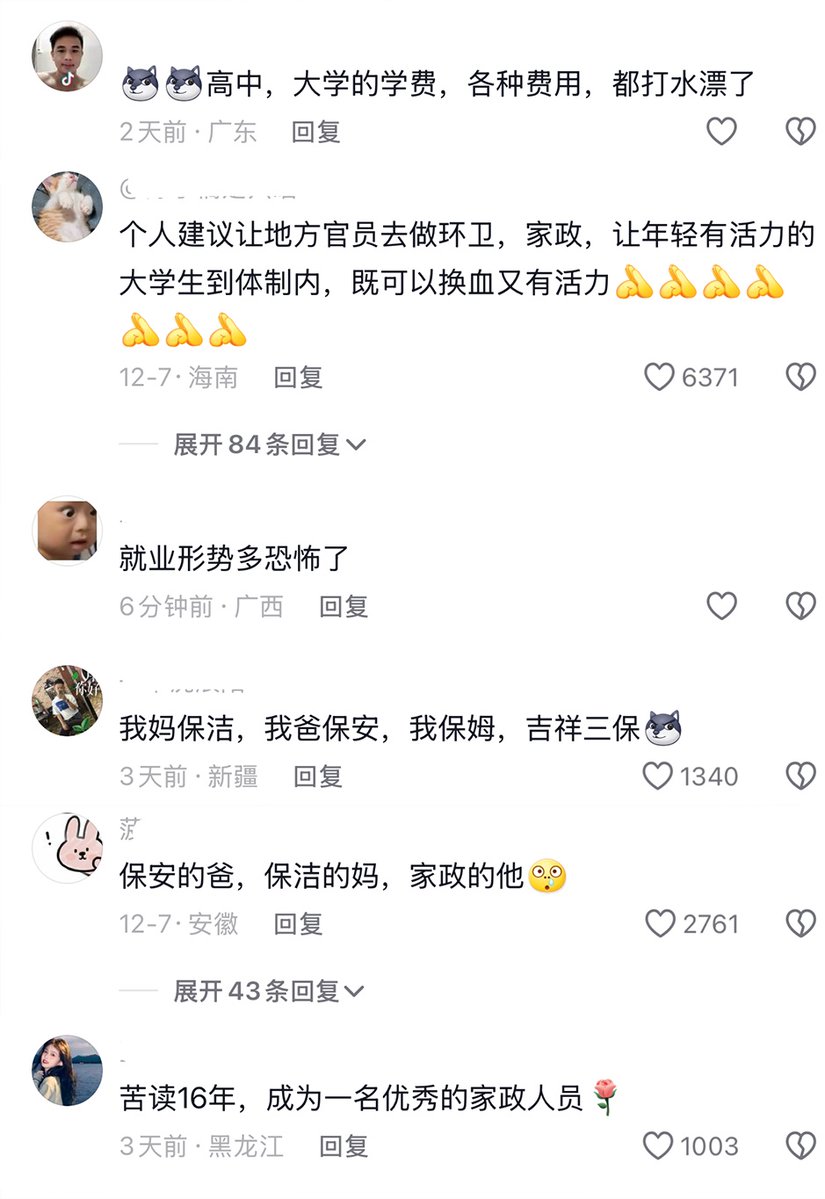 高中，大学的学费，各种费用，都打水漂了
2天前·广东 回复
个人建议让地方官员去做环卫，家政，让年轻有活力的
大学生到体制内，既可以换血又有活力
12-7·海南 回复 6371
展开84条回复
就业形势多恐怖了
6分钟前·广西 回复
你好
我妈保洁，我爸保安，我保姆，吉祥三保
3天前·新疆 回复 1340
菠
保安的爸，保洁的妈，家政的他
12-7·安徽 回复 2761
展开43条回复
苦读16年，成为一名优秀的家政人员
3天前·黑龙江 回复 1003